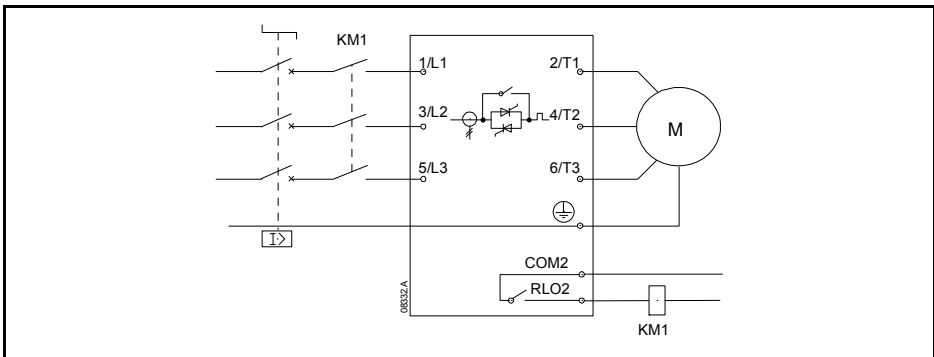 KM1
1/L1
2/T1
3/L2
4/T2
M
5/L3
6/T3
I>
COM2
RLO2
08332.A
KM1